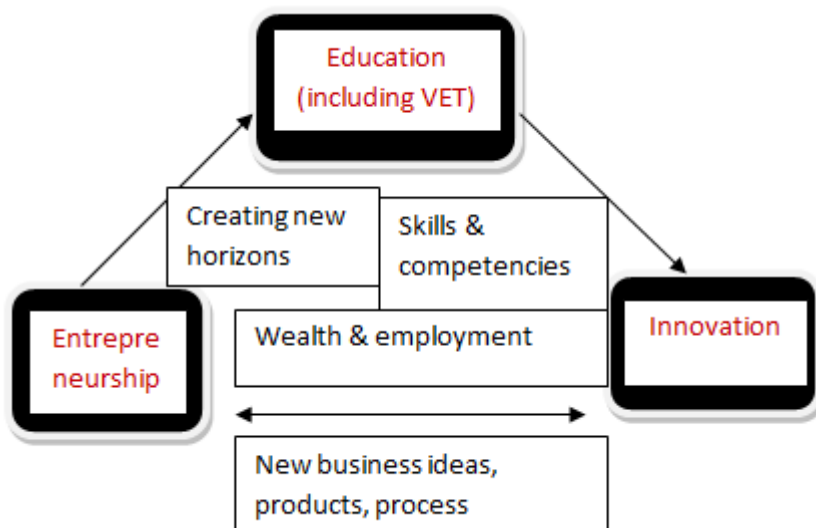 Education
(including VET)
Creating new
horizons
Skills &
competencies
Entrepre
neurship
Wealth & employment
Innovation
New business ideas,
products, process